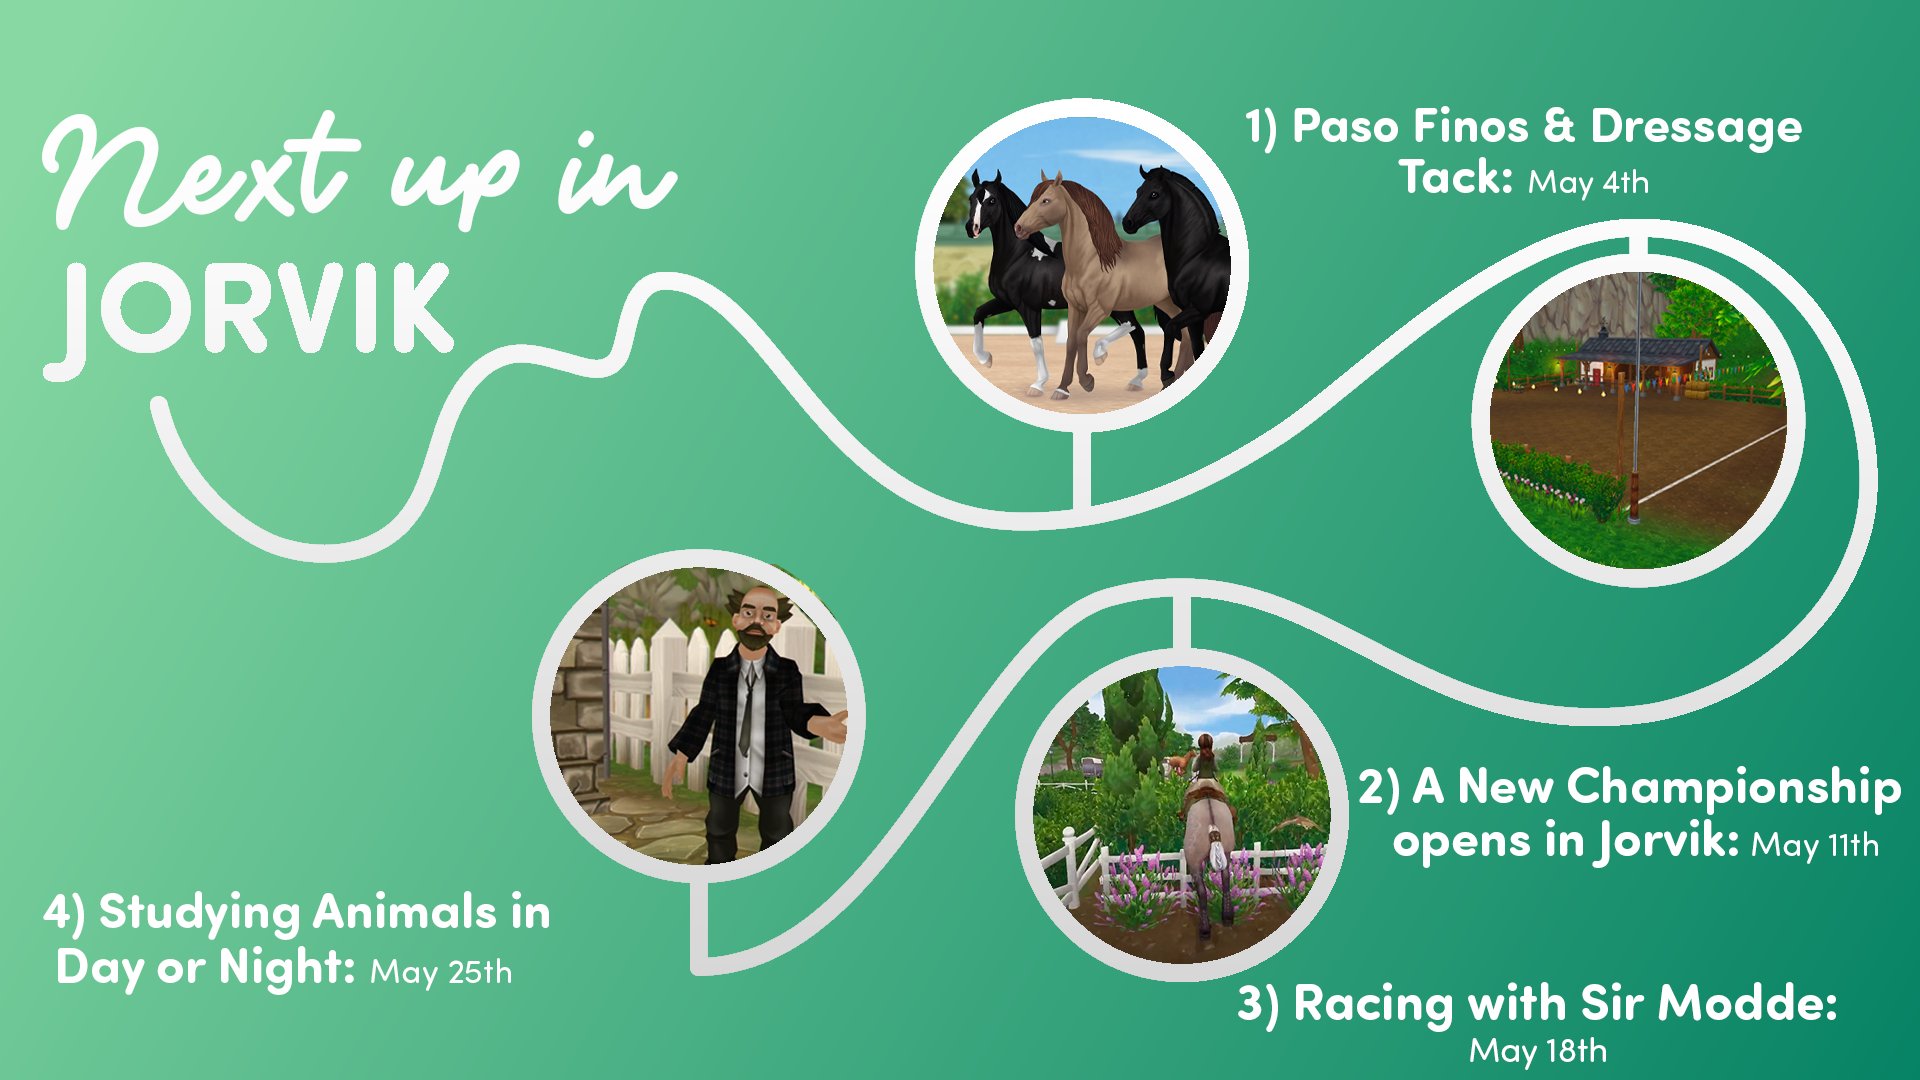 Next up in
JORVIK
1) Paso Finos & Dressage
Tack: May 4th
2) A New Championship
opens in Jorvik: May 11th
3) Racing with Sir Modde:
May 18th
4) Studying Animals in
Day or Night: May 25th